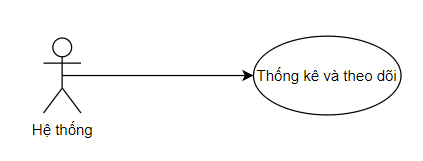 Thống kê và theo dõi
Hệ thống